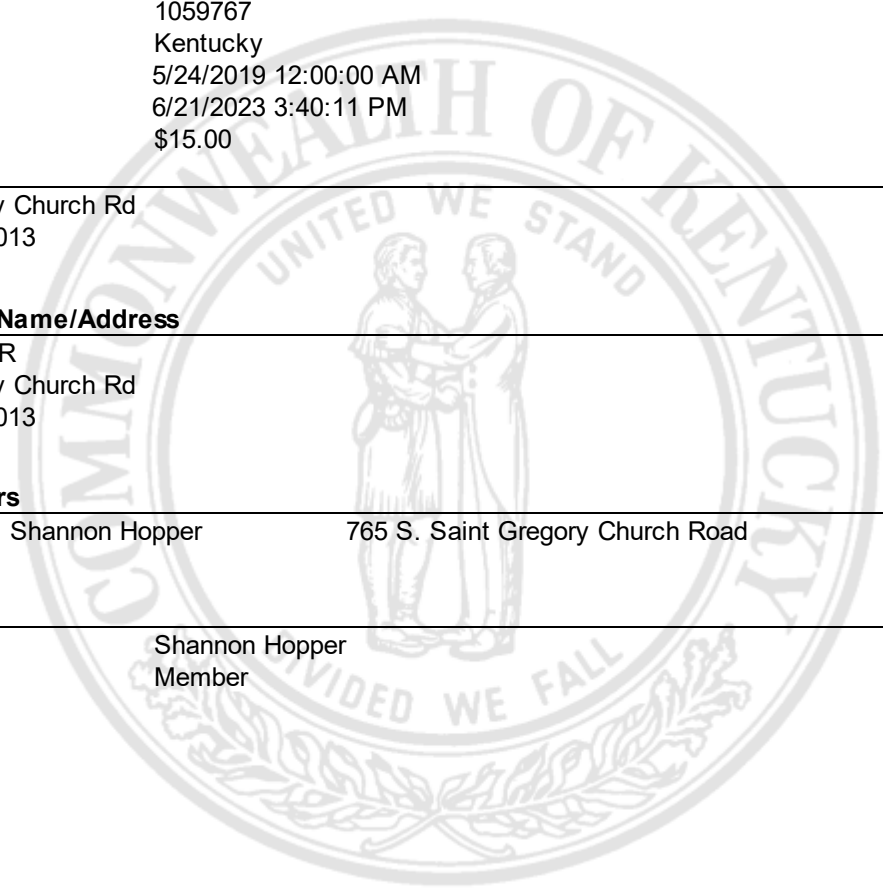 1059767
Kentucky
5/24/2019 12:00:00 AM
6/21/2023 3:40:11 PM
$15.00
Church Rd
013
Name/Address
R
Church Rd
013
rs
Shannon Hopper 765 S. Saint Gregory Church Road
Shannon Hopper
Member
COMMONWEALTH OF KENTUCKY
UNITED WE STAND
DIVIDED WE FALL